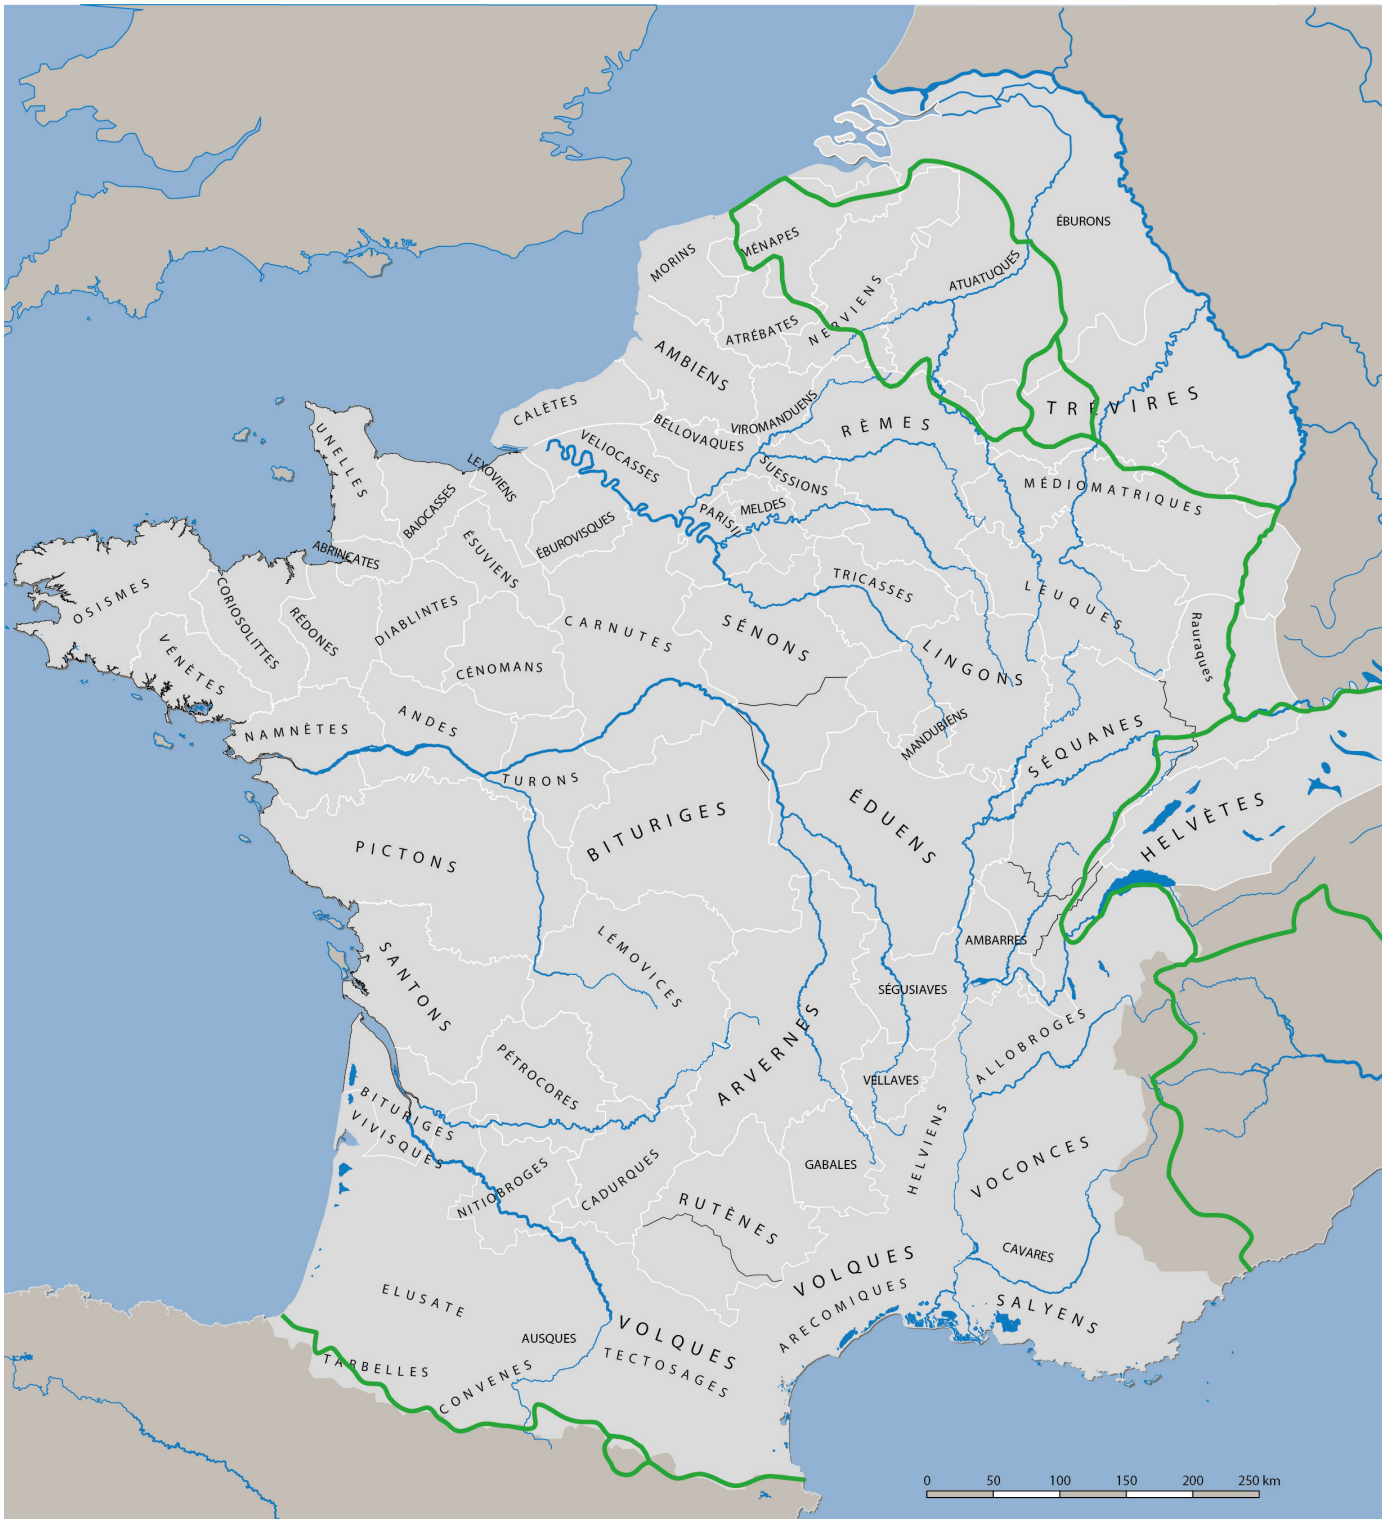 ÉBURONS
MORINS
MÉNAPES
ATUATUQUES
NERVIENS
ATRÉBATES
AMBIENS
TRÉVIRES
CALÈTES
BELLOVAQUES
VIROMANDUENS
RÈMES
UNELLES
LEXOVIENS
VELIOCASSES
SUESSIONS
MÉDIOMATRIQUES
BAIOCASSES
MELDES
PARISII
ÉBUROVISQUES
ABRINCATES
ÉSUVIENS
OSISMES
CORIOSOLITTES
RÉDONES
DIABLINTES
TRICASSES
LEUQUES
Rauraques
VÉNÈTES
CARNUTES
SÉNONS
LINGONS
CÉNOMANS
NAMNÈTES
ANDES
MANDUBIENS
SÉQUANES
TURONS
BITURIGES
ÉDUENS
HELVÈTES
PICTONS
SANTONS
LÉMOVICES
AMBARRES
SÉGUSIAVES
ALLOBROGES
ARVERNES
PÉTROCORES
VELLAVES
BITURIGES
VIVISQUES
HELVIENS
NITIOBROGES
CADURQUES
GABALES
VOCONCES
RUTÈNES
CAVARES
VOLQUES
ARECOMIQUES
SALYENS
ELUSATE
AUSQUES
VOLQUES
TECTOSAGES
TARBELLES
CONVENES
0 50 100 150 200 250 km